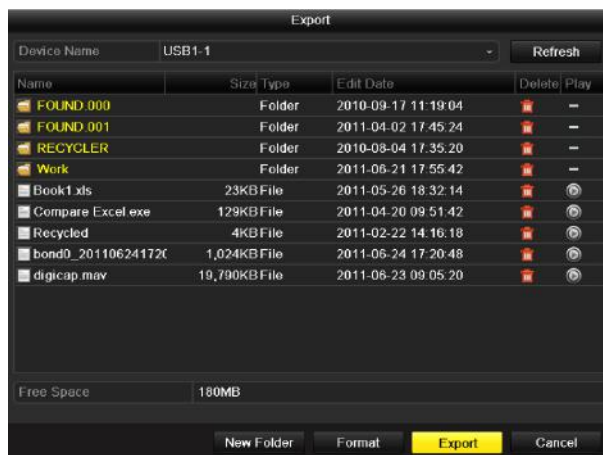 Export
Device Name USB1-1 Refresh
Name Size Type Edit Date Delete Play
FOUND.000 Folder 2010-09-17 11:19:04 –
FOUND.001 Folder 2011-04-02 17:45:24 –
RECYCLER Folder 2010-08-04 17:35:20 –
Work Folder 2011-06-21 17:55:42 –
Book1.xls 23KB File 2011-05-26 18:32:14
Compare Excel.exe 129KB File 2011-04-20 09:51:42
Recycled 4KB File 2011-02-22 14:16:18
bond0_201106241720 1,024KB File 2011-06-24 17:20:48
digicap.mav 19,790KB File 2011-06-23 09:05:20
Free Space 180MB
New Folder Format Export Cancel